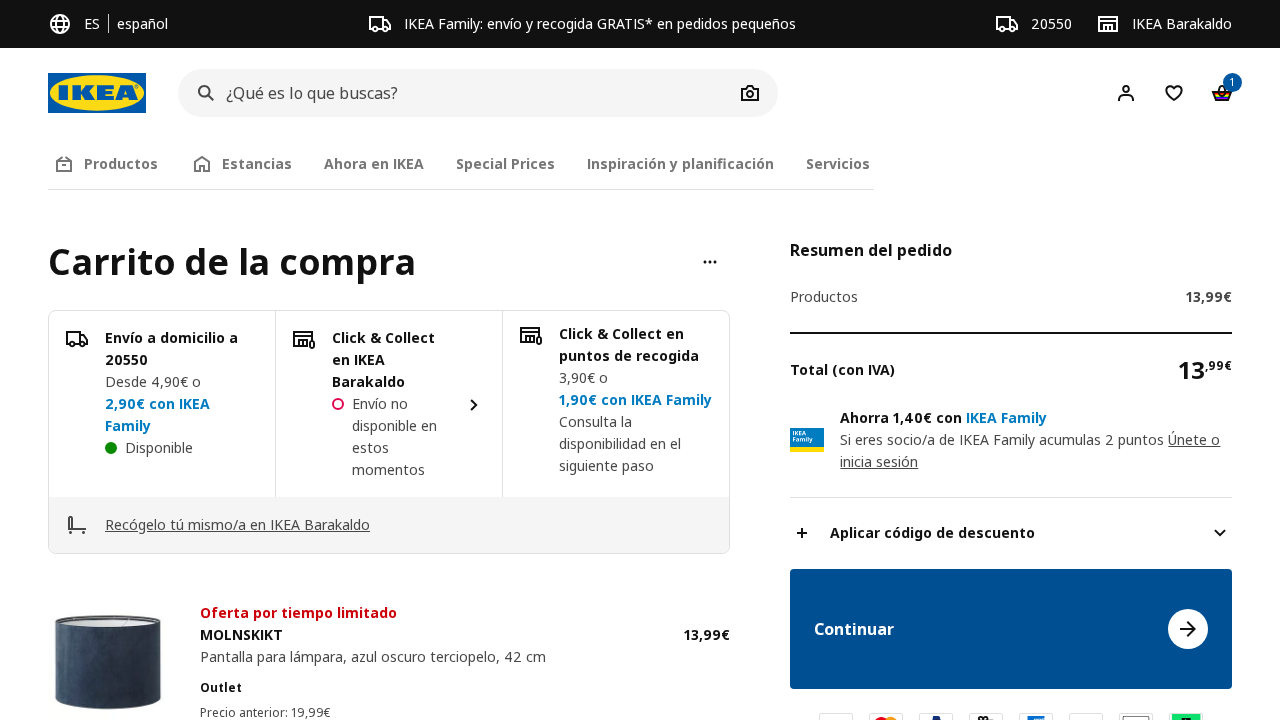 ES español
IKEA Family: envío y recogida GRATIS* en pedidos pequeños
20550
IKEA Barakaldo
IKEA
¿Qué es lo que buscas?
1
Productos
Estancias
Ahora en IKEA
Special Prices
Inspiración y planificación
Servicios
Carrito de la compra
Envío a domicilio a
20550
Desde 4,90€ o
2,90€ con IKEA
Family
Disponible
Click & Collect
en IKEA
Barakaldo
Envío no
disponible en
estos
momentos
Click & Collect en
puntos de recogida
3,90€ o
1,90€ con IKEA Family
Consulta la
disponibilidad en el
siguiente paso
Recógelo tú mismo/a en IKEA Barakaldo
Oferta por tiempo limitado
MOLNSKIKT
13,99€
Pantalla para lámpara, azul oscuro terciopelo, 42 cm
Outlet
Precio anterior: 19,99€
Resumen del pedido
Productos
13,99€
Total (con IVA)
13,99€
IKEA
Family
Ahorra 1,40€ con IKEA Family
Si eres socio/a de IKEA Family acumulas 2 puntos Únete o
inicia sesión
Aplicar código de descuento
Continuar